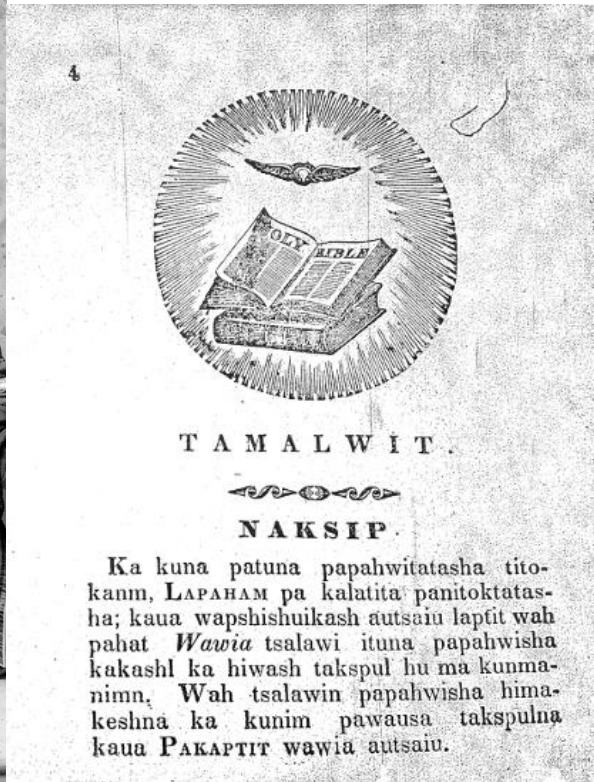 4
OLY BIBLE
TAMALWIT.
NAKSIP.
Ka kuna patuna papahwitatasha tito-
kanm, LAPAHAM pa kalatita panitoktatas-
ha; kaua wapshishuikash autsaiu laptit wah
pahat Wawia tsalawi ituna papahwisha
kakashl ka hiwash takspul hu ma kunma-
nimn. Wah tsalawin papahwisha hima-
keshna ka kunim pawausa takspulna
kaua PAKAPTIT wawia autsaiu.